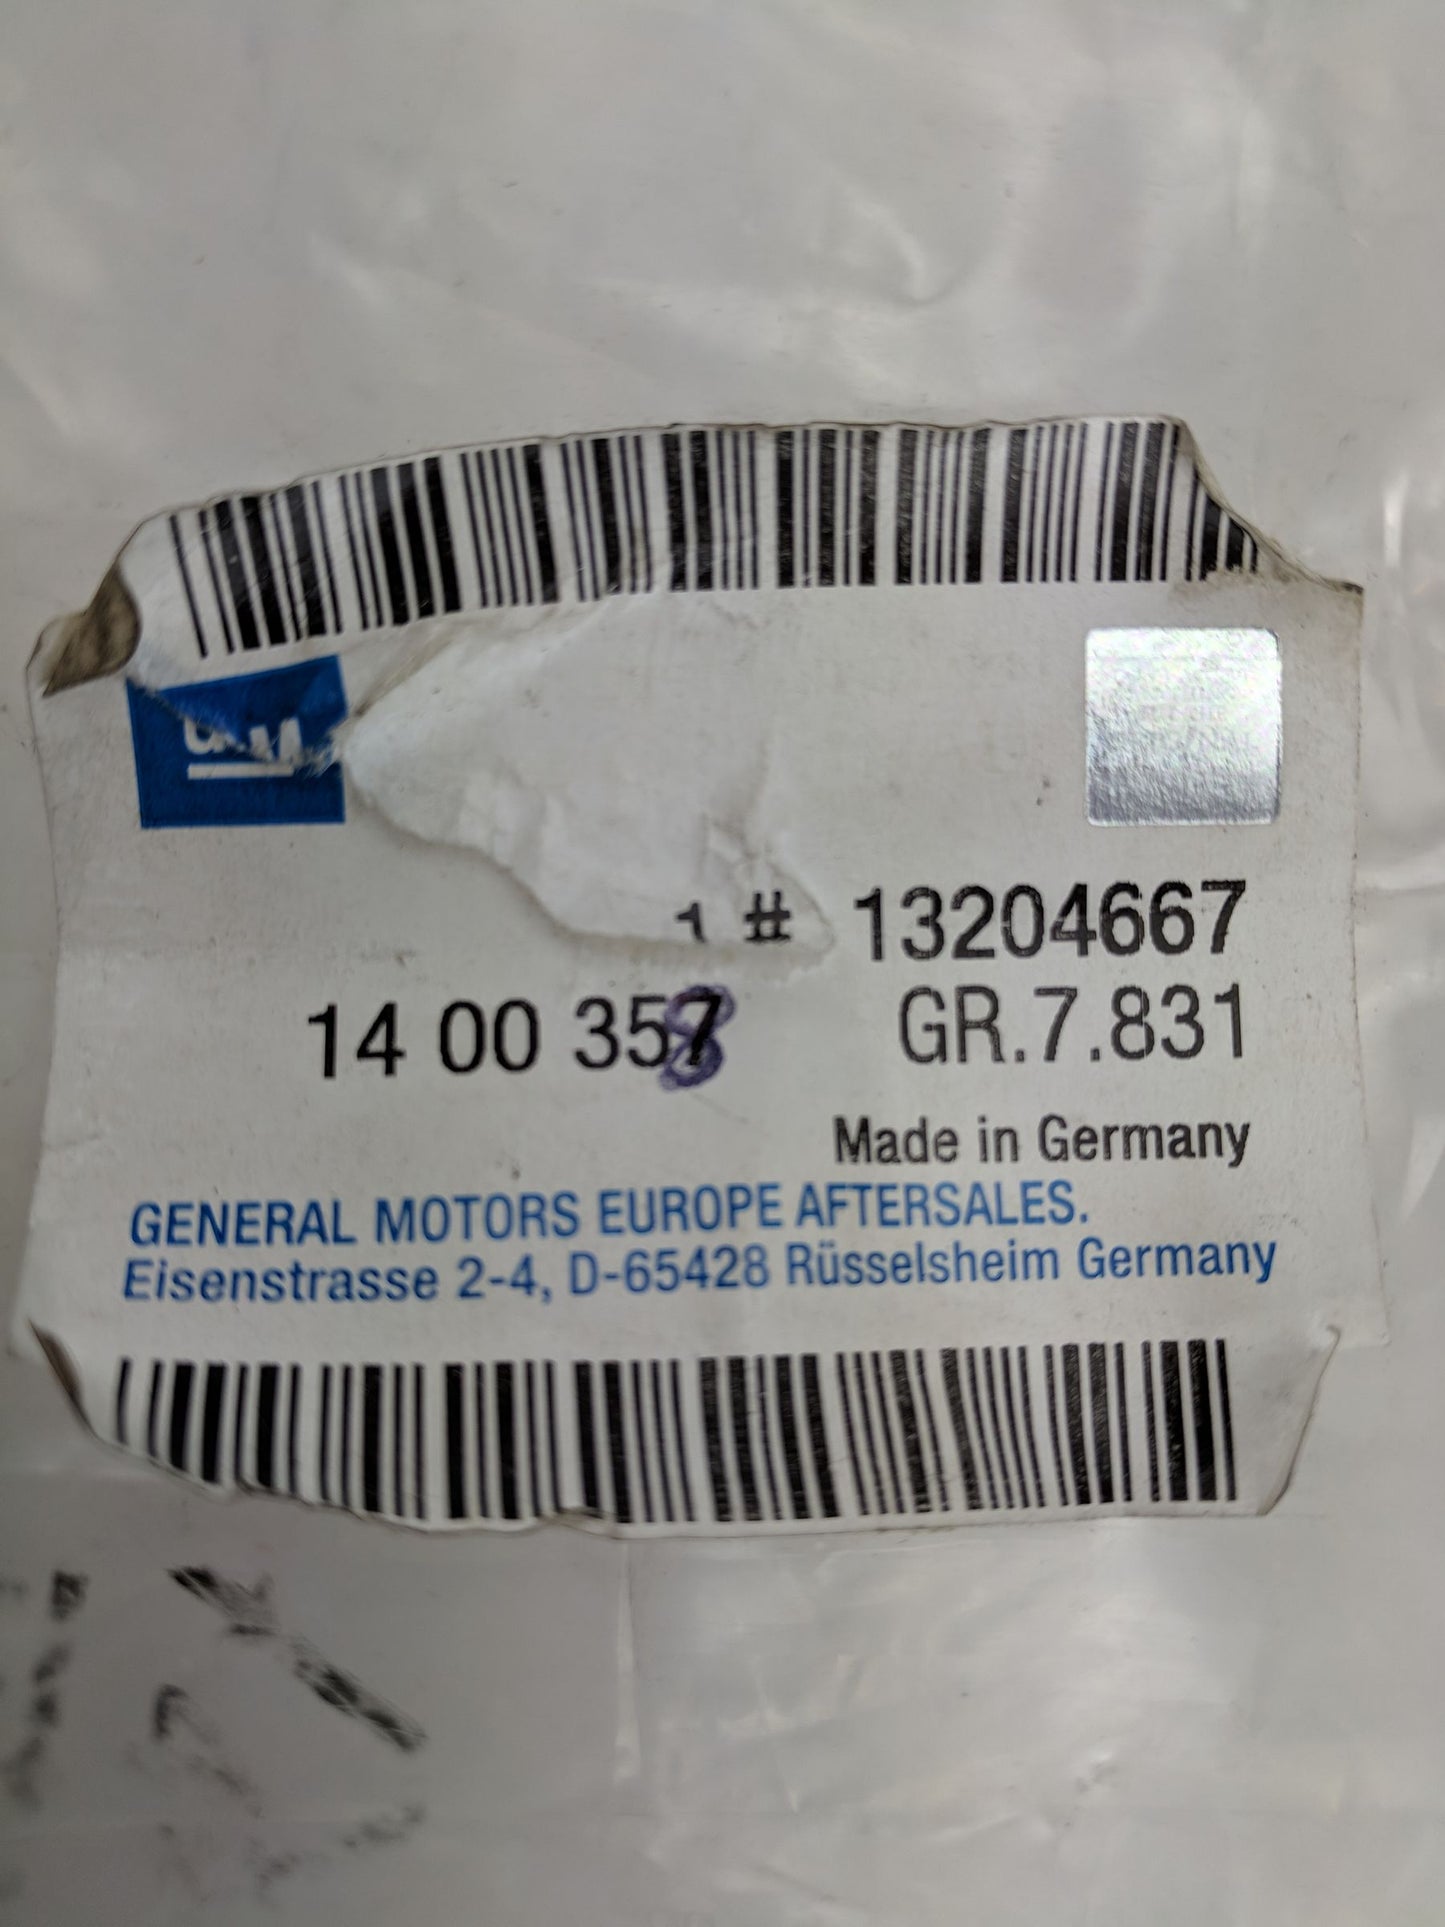 1 # 13204667
14 00 358 GR.7.831
Made in Germany
GENERAL MOTORS EUROPE AFTERSALES.
Eisenstrasse 2-4, D-65428 Rüsselsheim Germany